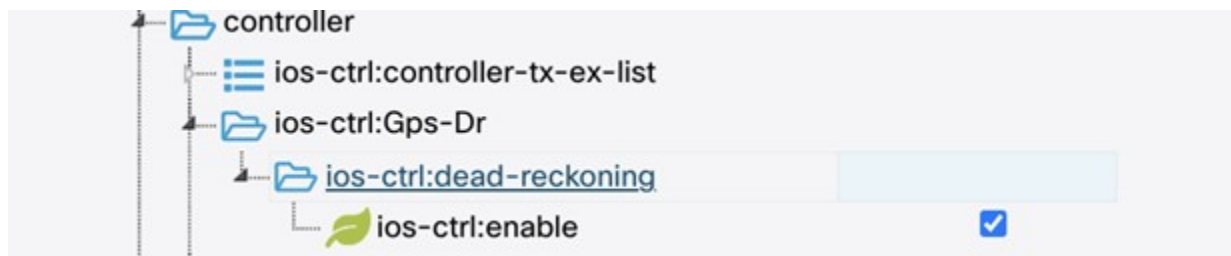 controller
ios-ctrl:controller-tx-ex-list
ios-ctrl:Gps-Dr
ios-ctrl:dead-reckoning
ios-ctrl:enable